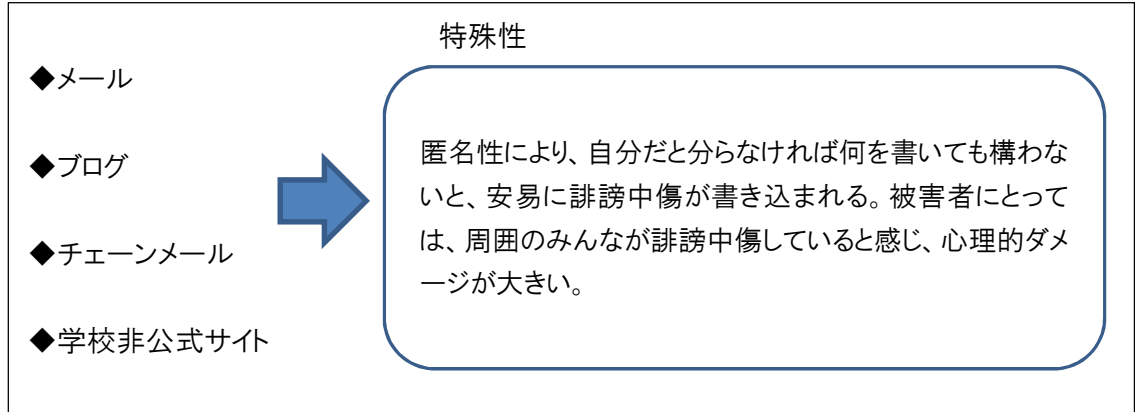 特殊性
◆メール
◆ブログ
◆チェーンメール
◆学校非公式サイト
匿名性により、自分だと分らなければ何を書いても構わな
いと、安易に誹謗中傷が書き込まれる。被害者にとって
は、周囲のみんなが誹謗中傷していると感じ、心理的ダメ
ージが大きい。